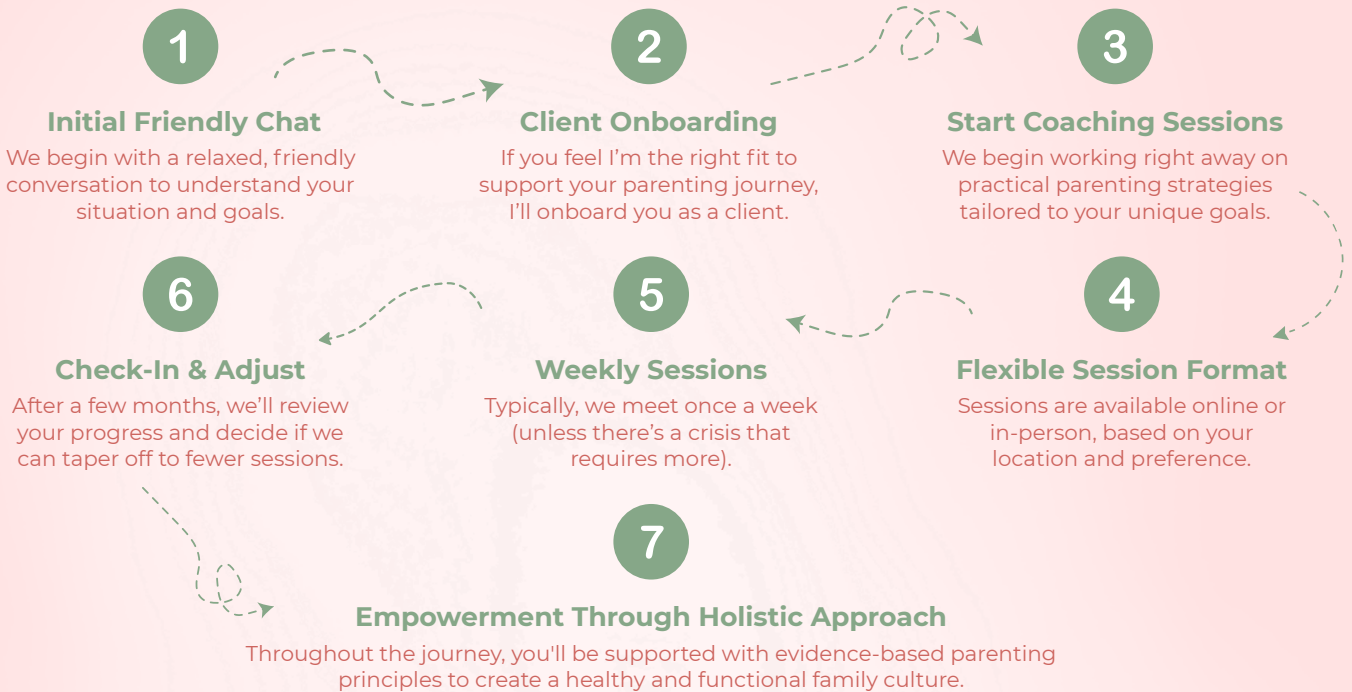 1
Initial Friendly Chat
We begin with a relaxed, friendly
conversation to understand your
situation and goals.
2
Client Onboarding
If you feel I’m the right fit to
support your parenting journey,
I’ll onboard you as a client.
3
Start Coaching Sessions
We begin working right away on
practical parenting strategies
tailored to your unique goals.
4
Flexible Session Format
Sessions are available online or
in-person, based on your
location and preference.
5
Weekly Sessions
Typically, we meet once a week
(unless there’s a crisis that
requires more).
6
Check-In & Adjust
After a few months, we’ll review
your progress and decide if we
can taper off to fewer sessions.
7
Empowerment Through Holistic Approach
Throughout the journey, you'll be supported with evidence-based parenting
principles to create a healthy and functional family culture.